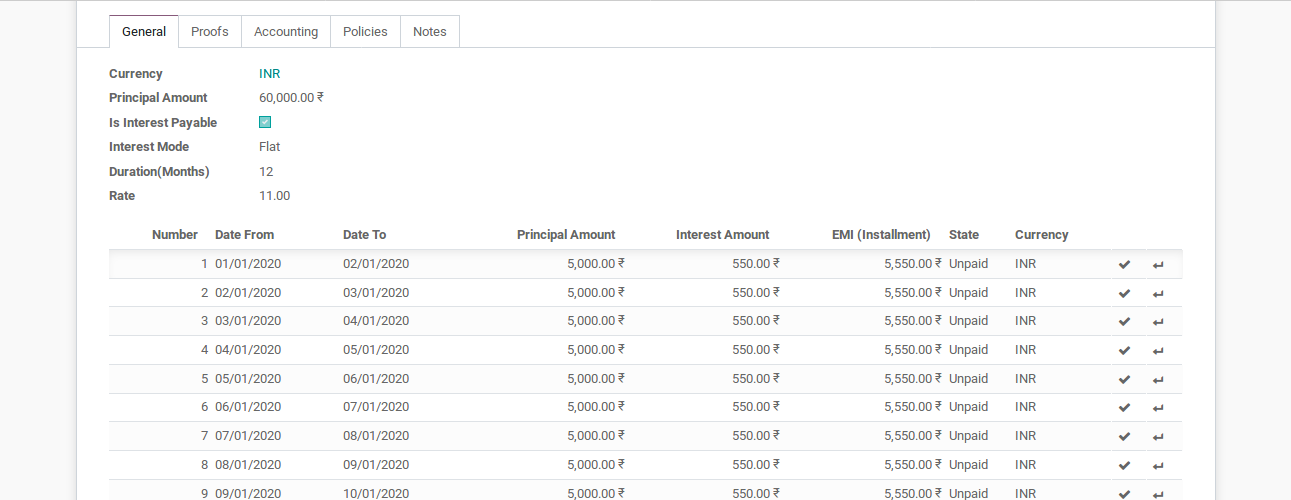 General Proofs Accounting Policies Notes
Currency INR
Principal Amount 60,000.00 ₹
Is Interest Payable
Interest Mode Flat
Duration(Months) 12
Rate 11.00
Number Date From Date To Principal Amount Interest Amount EMI (Installment) State Currency
1 01/01/2020 02/01/2020 5,000.00 ₹ 550.00 ₹ 5,550.00 ₹ Unpaid INR
2 02/01/2020 03/01/2020 5,000.00 ₹ 550.00 ₹ 5,550.00 ₹ Unpaid INR
3 03/01/2020 04/01/2020 5,000.00 ₹ 550.00 ₹ 5,550.00 ₹ Unpaid INR
4 04/01/2020 05/01/2020 5,000.00 ₹ 550.00 ₹ 5,550.00 ₹ Unpaid INR
5 05/01/2020 06/01/2020 5,000.00 ₹ 550.00 ₹ 5,550.00 ₹ Unpaid INR
6 06/01/2020 07/01/2020 5,000.00 ₹ 550.00 ₹ 5,550.00 ₹ Unpaid INR
7 07/01/2020 08/01/2020 5,000.00 ₹ 550.00 ₹ 5,550.00 ₹ Unpaid INR
8 08/01/2020 09/01/2020 5,000.00 ₹ 550.00 ₹ 5,550.00 ₹ Unpaid INR
9 09/01/2020 10/01/2020 5,000.00 ₹ 550.00 ₹ 5,550.00 ₹ Unpaid INR